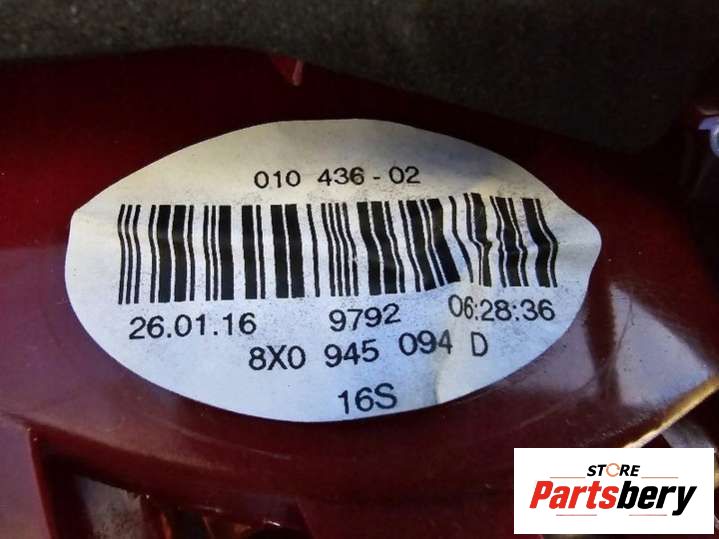 010 436-02
26.01.16 9792 06:28:36
8X0 945 094 D
16S
STORE
Partsbery